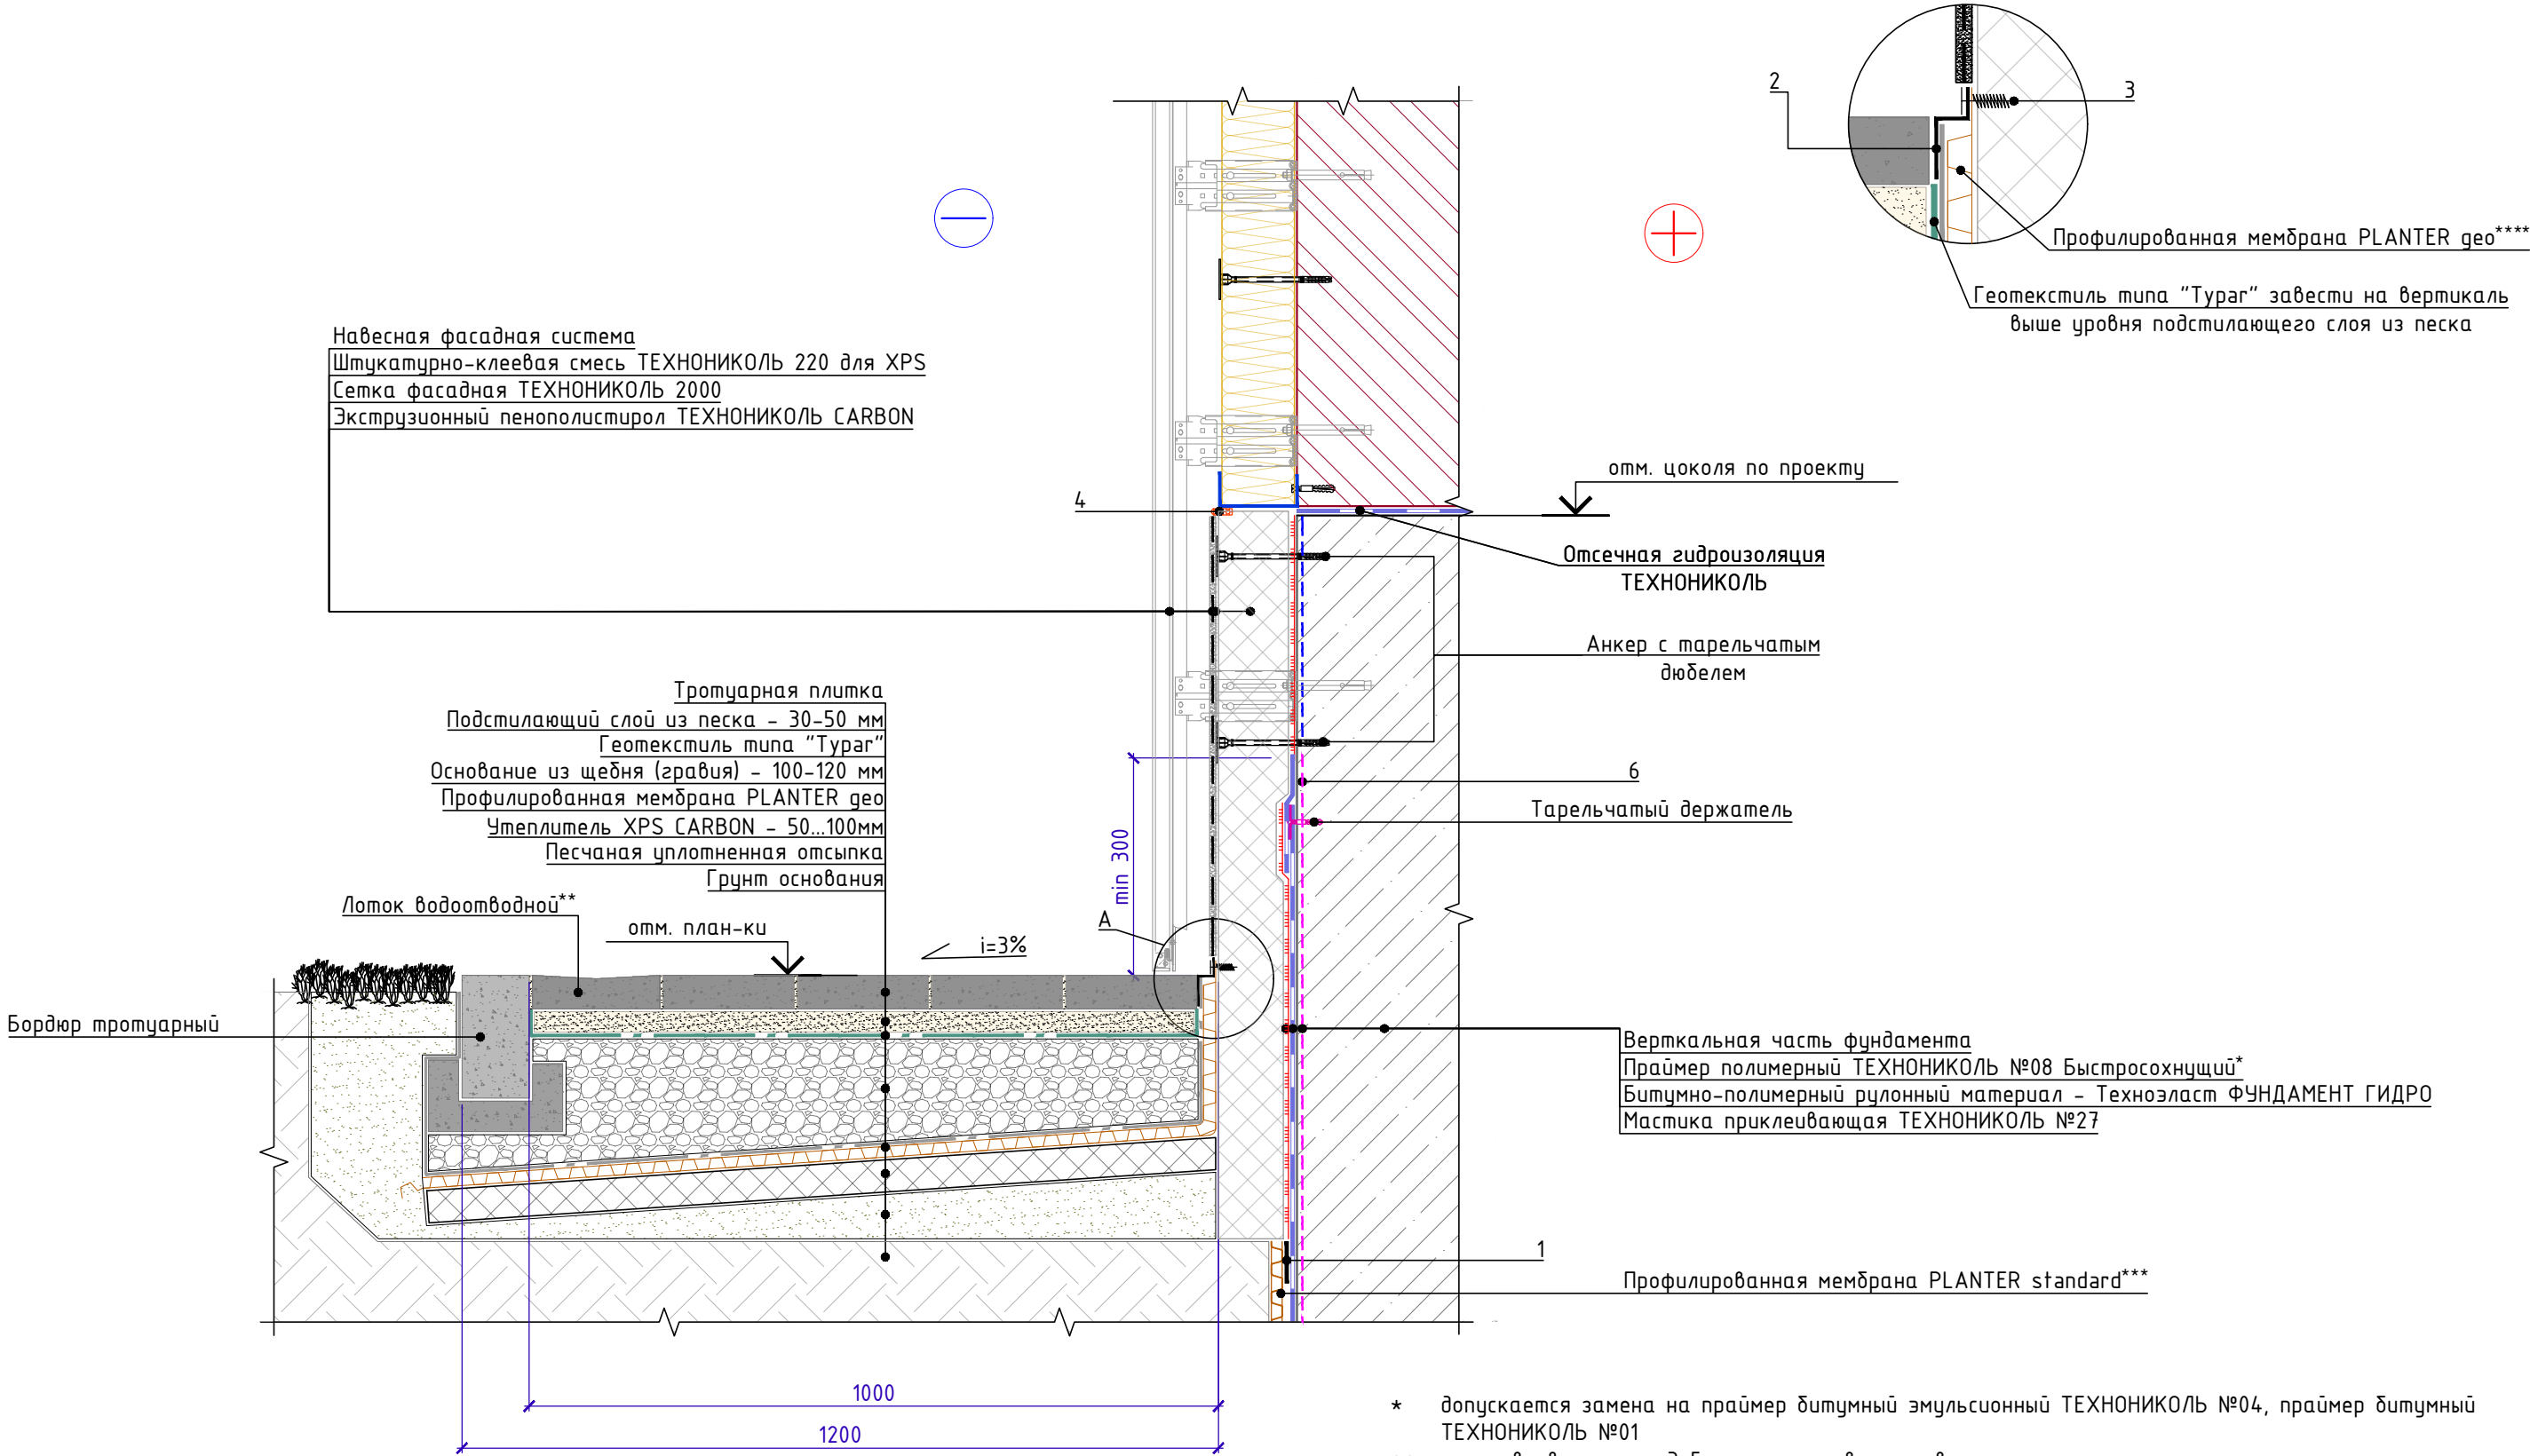 2
3
Профилированная мембрана PLANTER geo****
Геотекстиль типа "Typar" завести на вертикаль
выше уровня подстилающего слоя из песка
Навесная фасадная система
Штукатурно-клеевая смесь ТЕХНОНИКОЛЬ 220 для XPS
Сетка фасадная ТЕХНОНИКОЛЬ 2000
Экструзионный пенополистирол ТЕХНОНИКОЛЬ CARBON
4
отм. цоколя по проекту
Отсечная гидроизоляция
ТЕХНОНИКОЛЬ
Анкер с тарельчатым
дюбелем
Тротуарная плитка
Подстилающий слой из песка - 30-50 мм
Геотекстиль типа "Typar"
Основание из щебня (гравия) - 100-120 мм
Профилированная мембрана PLANTER geo
Утеплитель XPS CARBON - 50...100мм
Песчаная уплотненная отсыпка
Грунт основания
6
Тарельчатый держатель
min 300
Лоток водоотводной**
отм. план-ки
i=3%
А
Бордюр тротуарный
Верткальная часть фундамента
Праймер полимерный ТЕХНОНИКОЛЬ №08 Быстросохнущий*
Битумно-полимерный рулонный материал - Техноэласт ФУНДАМЕНТ ГИДРО
Мастика приклеивающая ТЕХНОНИКОЛЬ №27
1
Профилированная мембрана PLANTER standard***
1000
1200
* допускается замена на праймер битумный эмульсионный ТЕХНОНИКОЛЬ №04, праймер битумный
ТЕХНОНИКОЛЬ №01